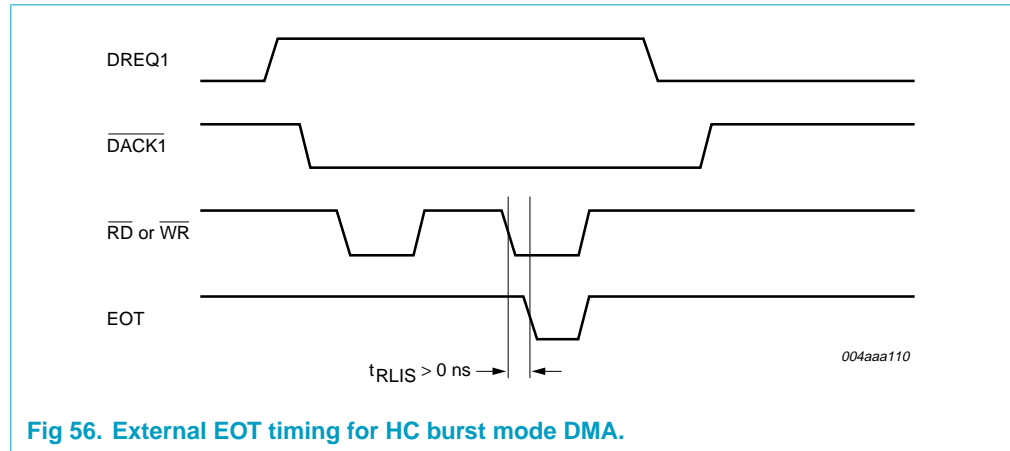 DREQ1
DACK1
RD or WR
EOT
tRLIS > 0 ns
004aaa110
Fig 56. External EOT timing for HC burst mode DMA.